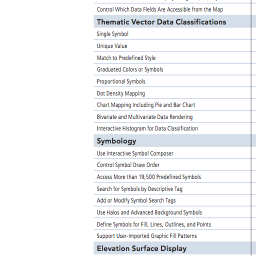 Control Which Data Fields Are Accessible from the Map
Thematic Vector Data Classifications
Single Symbol
Unique Value
Match to Predefined Style
Graduated Colors or Symbols
Proportional Symbols
Dot Density Mapping
Chart Mapping Including Pie and Bar Chart
Bivariate and Multivariate Data Rendering
Interactive Histogram for Data Classification
Symbology
Use Interactive Symbol Composer
Control Symbol Draw Order
Access More than 19,500 Predefined Symbols
Search for Symbols by Descriptive Tag
Add or Modify Symbol Search Tags
Use Halos and Advanced Background Symbols
Define Symbols for Fill, Lines, Outlines, and Points
Support User-Imported Graphic Fill Patterns
Elevation Surface Display